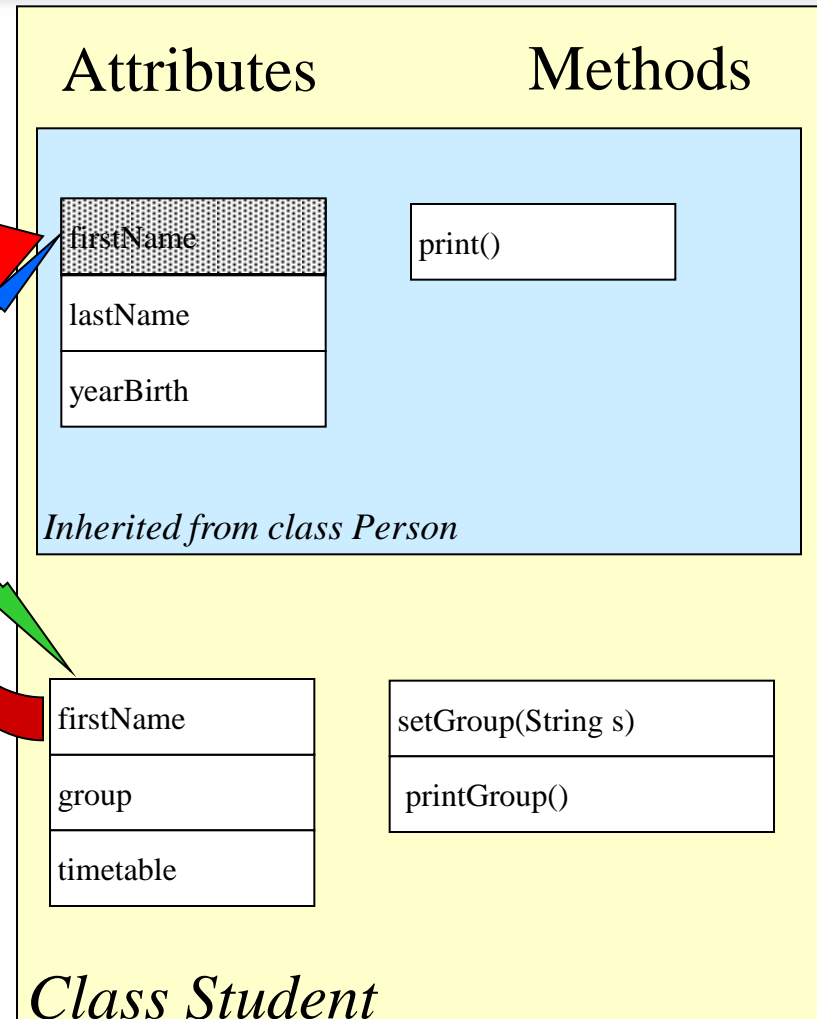 Attributes
Methods
firstName
print()
lastName
yearBirth
Inherited from class Person
firstName
setGroup(String s)
group
printGroup()
timetable
Class Student